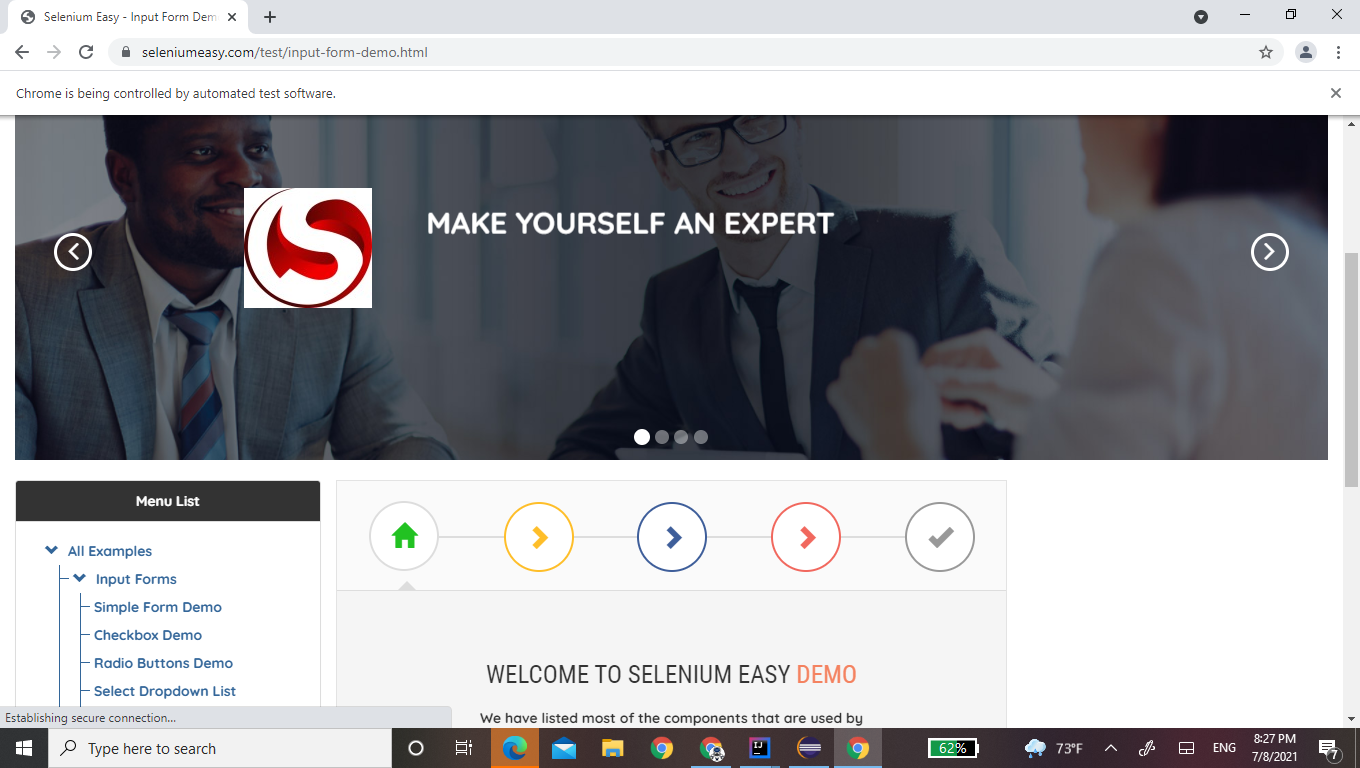 Selenium Easy - Input Form Dem
seleniumeasy.com/test/input-form-demo.html
Chrome is being controlled by automated test software.
MAKE YOURSELF AN EXPERT
Menu List
All Examples
Input Forms
Simple Form Demo
Checkbox Demo
Radio Buttons Demo
Select Dropdown List
WELCOME TO SELENIUM EASY DEMO
We have listed most of the components that are used by
Establishing secure connection...
Type here to search
62%
73°F
ENG
8:27 PM
7/8/2021
7